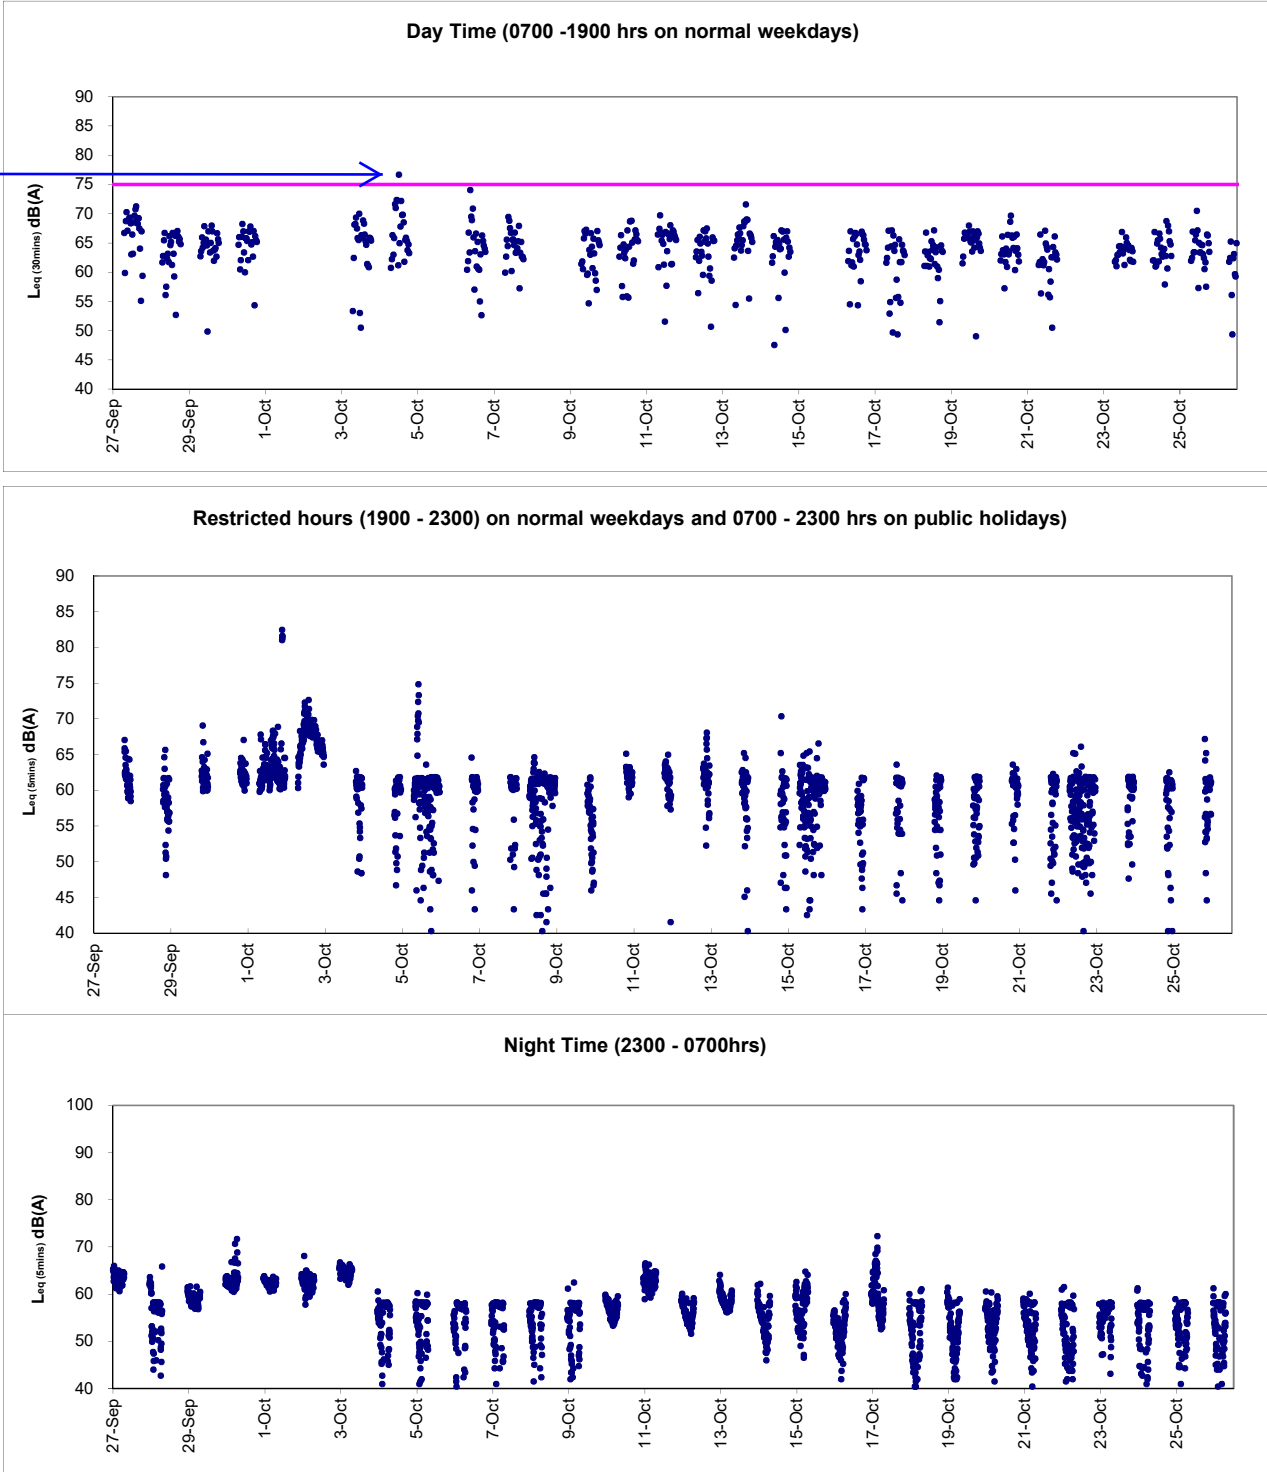 Day Time (0700 -1900 hrs on normal weekdays)
90
85
80
75
70
65
60
55
50
45
40
Leq (30mins) dB(A)
27-Sep
29-Sep
1-Oct
3-Oct
5-Oct
7-Oct
9-Oct
11-Oct
13-Oct
15-Oct
17-Oct
19-Oct
21-Oct
23-Oct
25-Oct
Restricted hours (1900 - 2300) on normal weekdays and 0700 - 2300 hrs on public holidays)
90
85
80
75
70
65
60
55
50
45
40
Leq (5mins) dB(A)
27-Sep
29-Sep
1-Oct
3-Oct
5-Oct
7-Oct
9-Oct
11-Oct
13-Oct
15-Oct
17-Oct
19-Oct
21-Oct
23-Oct
25-Oct
Night Time (2300 - 0700hrs)
100
90
80
70
60
50
40
Leq (5mins) dB(A)
27-Sep
29-Sep
1-Oct
3-Oct
5-Oct
7-Oct
9-Oct
11-Oct
13-Oct
15-Oct
17-Oct
19-Oct
21-Oct
23-Oct
25-Oct